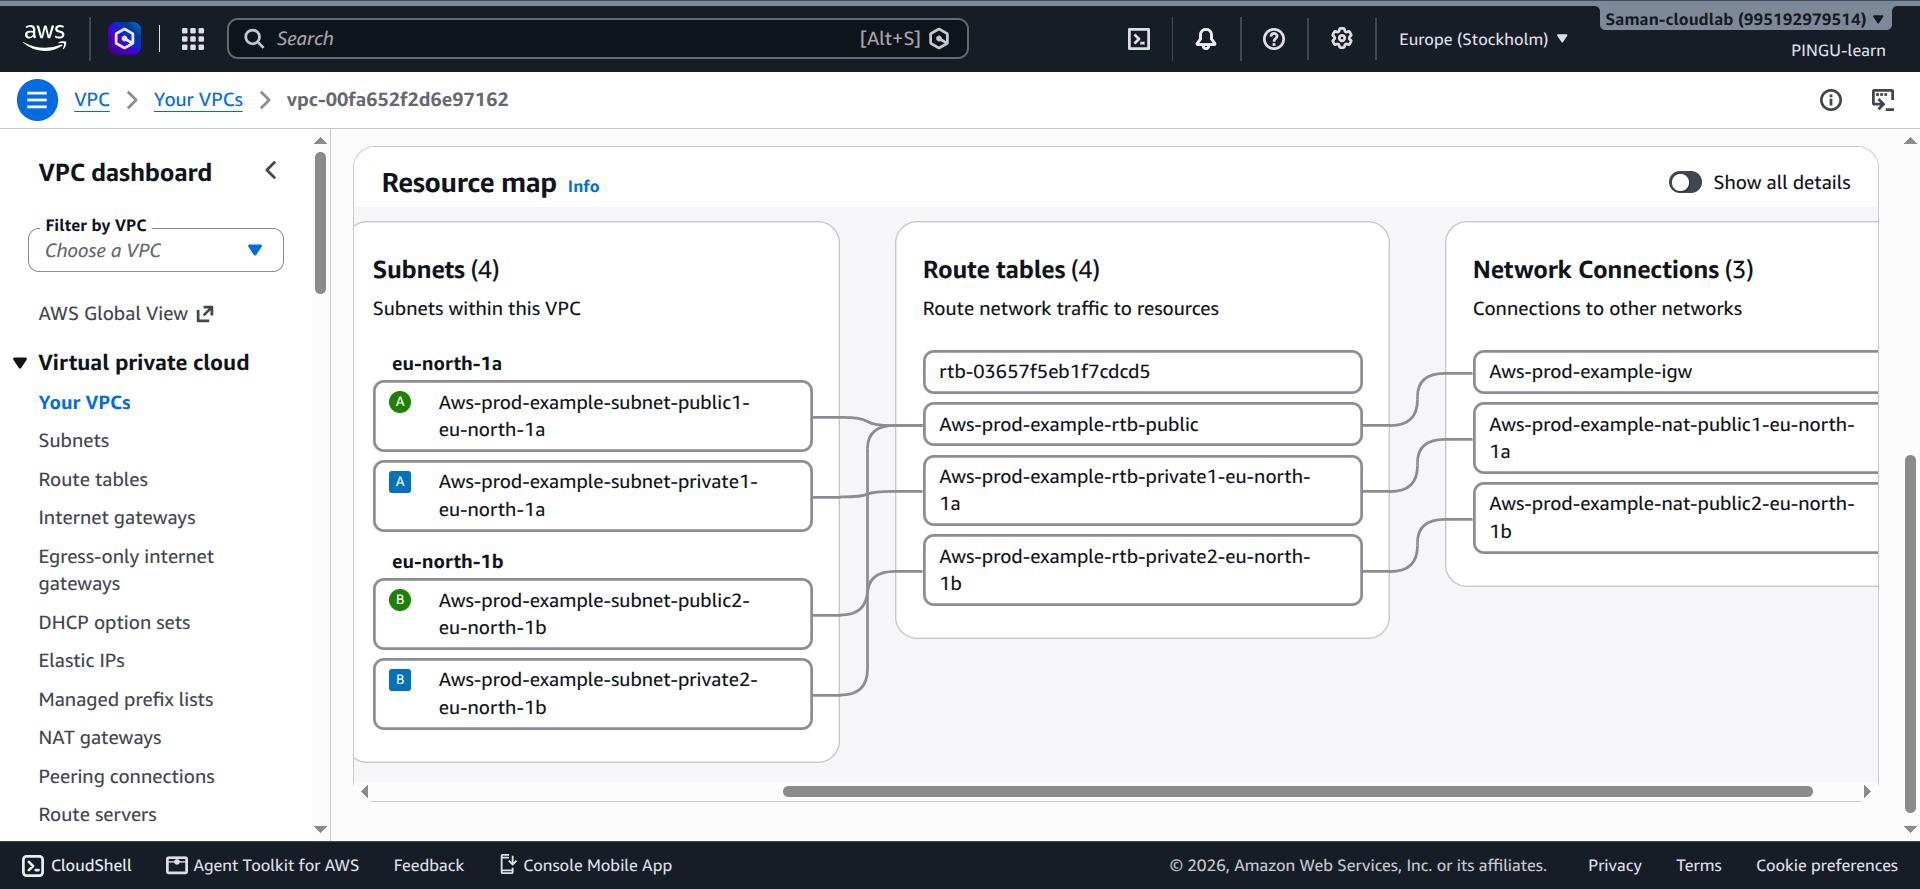 aws
Search
[Alt+S]
Europe (Stockholm)
Saman-cloudlab (995192979514)
PINGU-learn
VPC
Your VPCs
vpc-00fa652f2d6e97162
VPC dashboard
Filter by VPC
Choose a VPC
AWS Global View
Virtual private cloud
Your VPCs
Subnets
Route tables
Internet gateways
Egress-only internet
gateways
DHCP option sets
Elastic IPs
Managed prefix lists
NAT gateways
Peering connections
Route servers
Resource map Info
Show all details
Subnets (4)
Subnets within this VPC
eu-north-1a
A
Aws-prod-example-subnet-public1-
eu-north-1a
A
Aws-prod-example-subnet-private1-
eu-north-1a
eu-north-1b
B
Aws-prod-example-subnet-public2-
eu-north-1b
B
Aws-prod-example-subnet-private2-
eu-north-1b
Route tables (4)
Route network traffic to resources
rtb-03657f5eb1f7cdcd5
Aws-prod-example-rtb-public
Aws-prod-example-rtb-private1-eu-north-
1a
Aws-prod-example-rtb-private2-eu-north-
1b
Network Connections (3)
Connections to other networks
Aws-prod-example-igw
Aws-prod-example-nat-public1-eu-north-
1a
Aws-prod-example-nat-public2-eu-north-
1b
CloudShell
Agent Toolkit for AWS
Feedback
Console Mobile App
© 2026, Amazon Web Services, Inc. or its affiliates.
Privacy
Terms
Cookie preferences